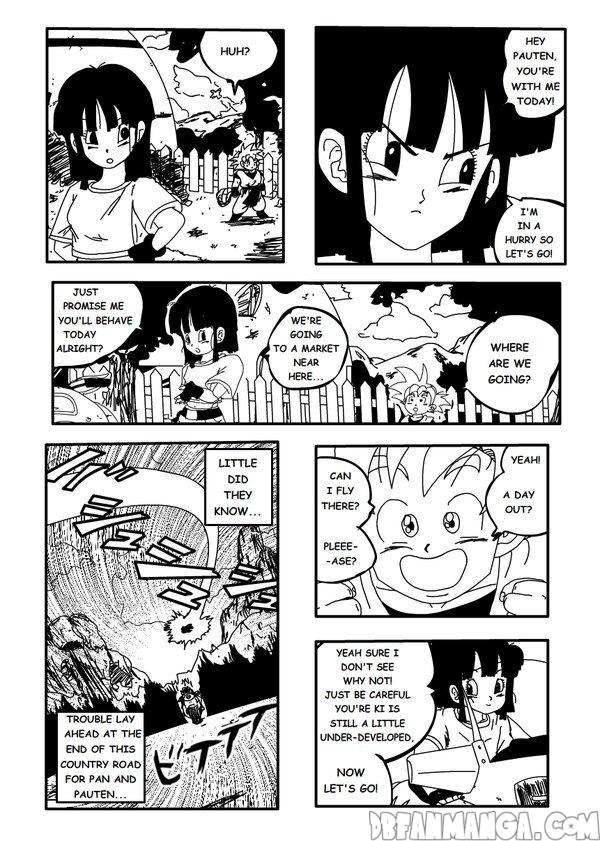 HEY
PAUTEN,
YOU'RE
WITH ME
TODAY!
I'M
IN A
HURRY SO
LET'S GO!
HUH?
WHERE
ARE WE
GOING?
WE'RE
GOING
TO A
MARKET
NEAR
HERE...
JUST
PROMISE ME
YOU'LL BEHAVE
TODAY
ALRIGHT?
YEAH!
A DAY
OUT?
CAN
I FLY
THERE?
PLEEE-
-ASE?
YEAH SURE I
DON'T SEE
WHY NOT!
JUST BE CAREFUL
YOU'RE KI IS
STILL A LITTLE
UNDER-DEVELOPED.
NOW
LET'S GO!
LITTLE
DID
THEY
KNOW...
TROUBLE LAY
AHEAD AT THE
END OF THIS
COUNTRY ROAD
FOR PAN AND
PAUTEN...
DBFANMANGA.COM